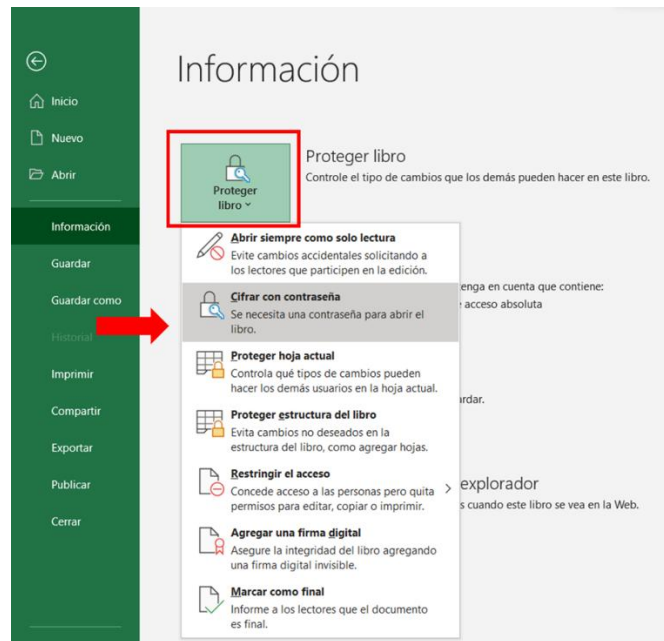 Información
Inicio
Nuevo
Abrir
Información
Guardar
Guardar como
Historial
Imprimir
Compartir
Exportar
Publicar
Cerrar
Proteger
libro
Proteger libro
Controle el tipo de cambios que los demás pueden hacer en este libro.
Abrir siempre como solo lectura
Evite cambios accidentales solicitando a
los lectores que participen en la edición.
Cifrar con contraseña
Se necesita una contraseña para abrir el
libro.
Proteger hoja actual
Controla qué tipos de cambios pueden
hacer los demás usuarios en la hoja actual.
Proteger estructura del libro
Evita cambios no deseados en la
estructura del libro, como agregar hojas.
Restringir el acceso
Concede acceso a las personas pero quita
permisos para editar, copiar o imprimir.
Agregar una firma digital
Asegure la integridad del libro agregando
una firma digital invisible.
Marcar como final
Informe a los lectores que el documento
es final.
enga en cuenta que contiene:
acceso absoluta
rdar.
explorador
s cuando este libro se vea en la Web.